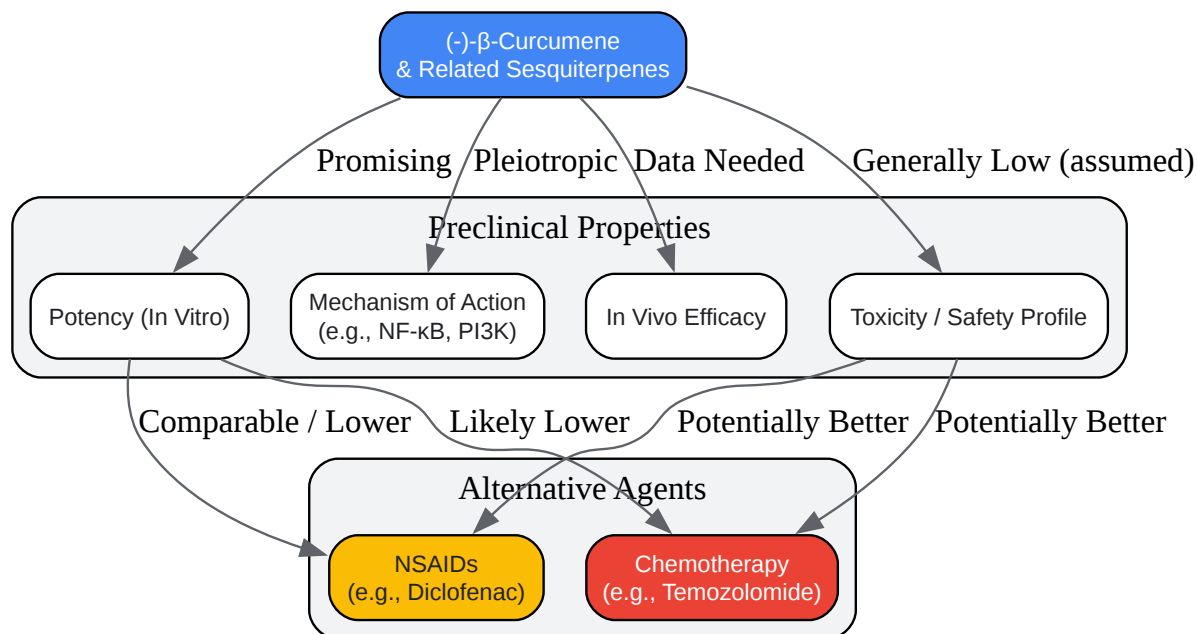 (-)-β-Curcumene
& Related Sesquiterpenes
Promising
Pleiotropic
Data Needed
Generally Low (assumed)
Preclinical Properties
Potency (In Vitro)
Mechanism of Action
(e.g., NF-κB, PI3K)
In Vivo Efficacy
Toxicity / Safety Profile
Comparable / Lower
Likely Lower
Potentially Better
Potentially Better
Alternative Agents
NSAIDs
(e.g., Diclofenac)
Chemotherapy
(e.g., Temozolomide)